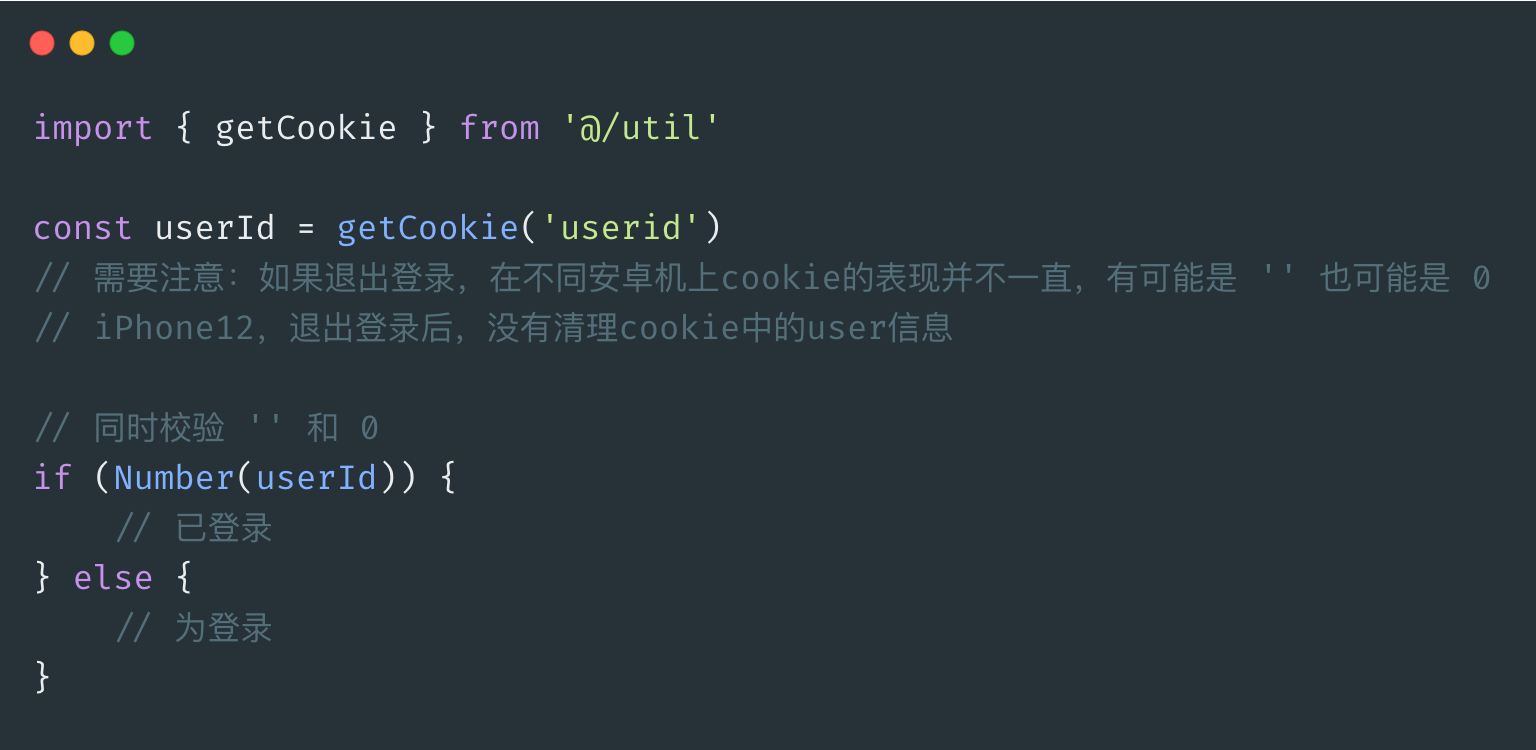 import { getCookie } from '@/util'
const userId = getCookie('userid')
// 需要注意：如果退出登录，在不同安卓机上cookie的表现并不一直，有可能是 '' 也可能是 0
// iPhone12，退出登录后，没有清理cookie中的user信息
// 同时校验 '' 和 0
if (Number(userId)) {
    // 已登录
} else {
    // 为登录
}